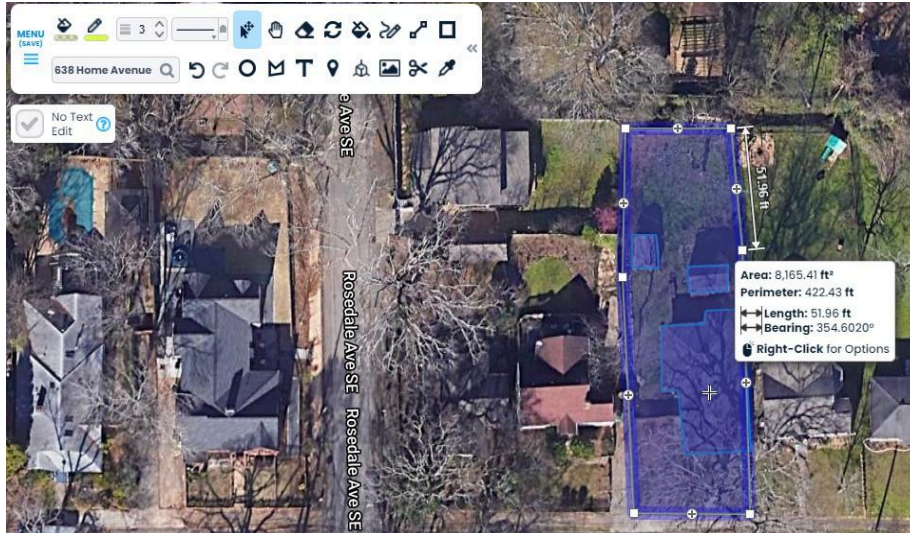 MENU
(SAVE)
3
638 Home Avenue
T
No Text
Edit
?
e Ave SE
Rosedale Ave SE
Rosedale Ave SE
51.96 ft
Area: 8,165.41 ft²
Perimeter: 422.43 ft
Length: 51.96 ft
Bearing: 354.6020°
Right-Click for Options